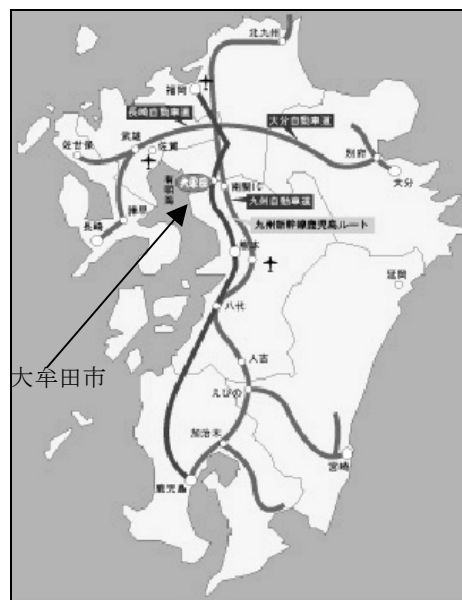 北九州
福岡
長崎自動車道
大分自動車道
佐世保
武雄
佐賀
別府
大分
有明海
大牟田
南関IC
九州自動車道
諫早
九州新幹線鹿児島ルート
長崎
熊本
延岡
八代
人吉
大牟田市
えびの
加治木
宮崎
鹿児島